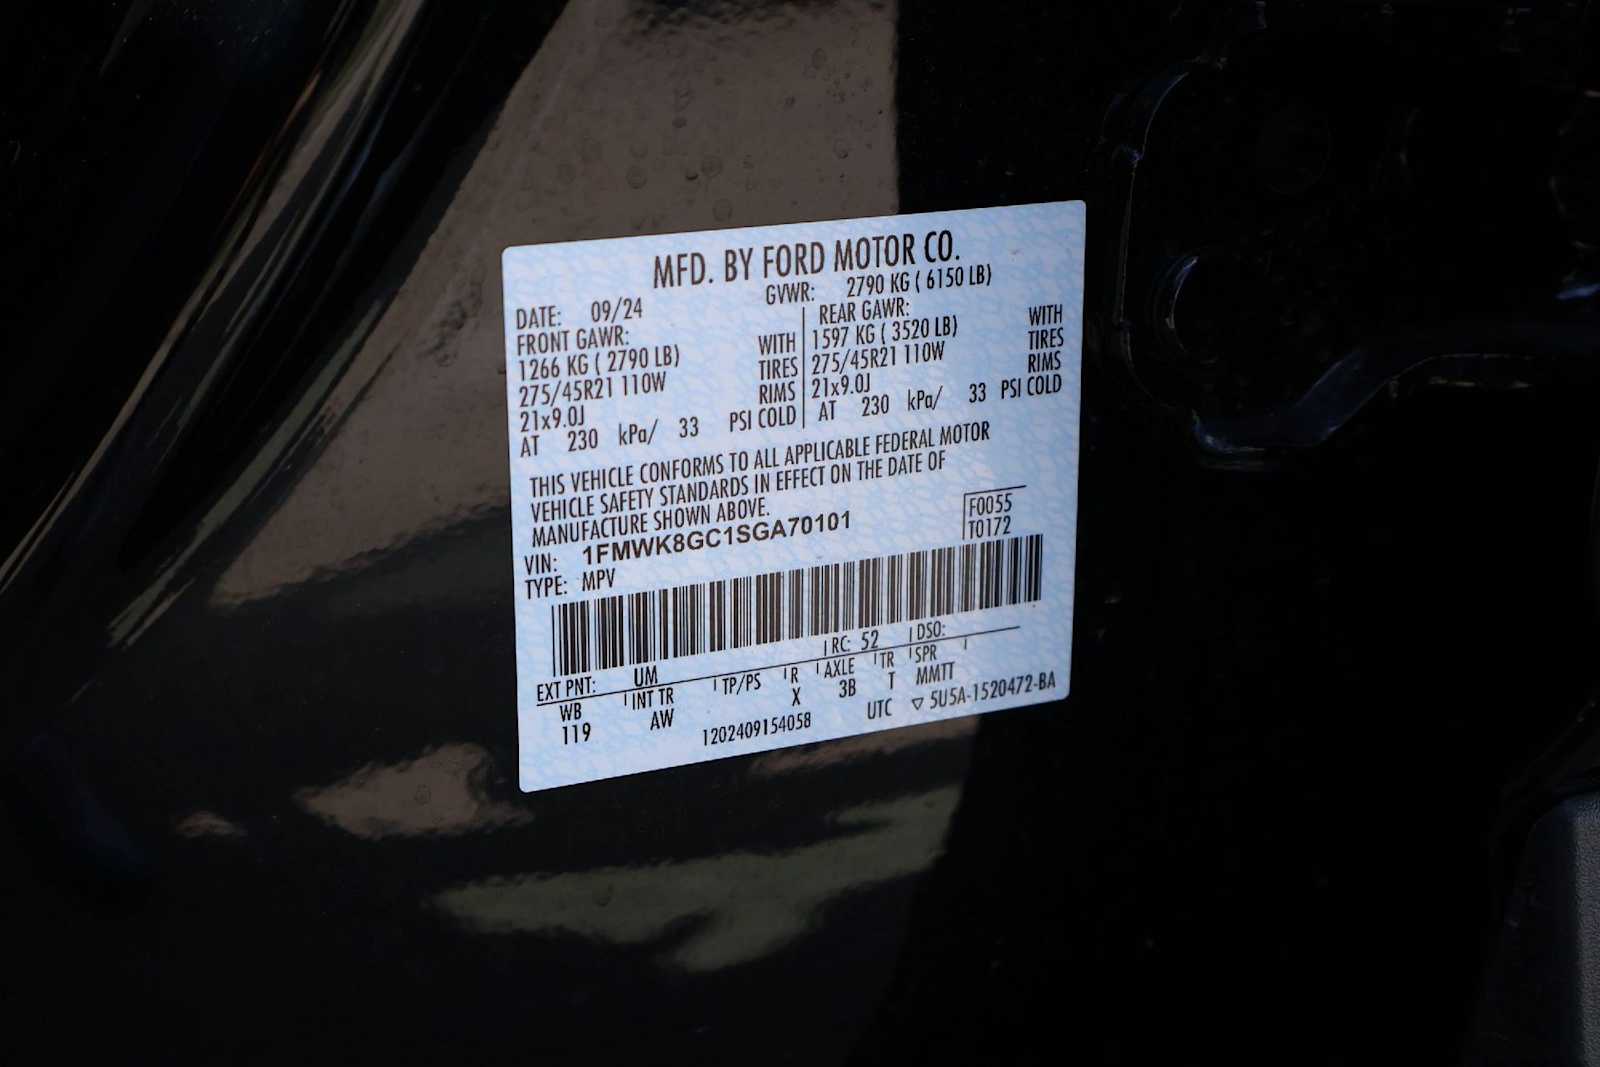 MFD. BY FORD MOTOR CO.
DATE: 09/24 GVWR: 2790 KG ( 6150 LB)
FRONT GAWR: REAR GAWR:
1266 KG ( 2790 LB) WITH 1597 KG ( 3520 LB) WITH
275/45R21 110W TIRES 275/45R21 110W TIRES
21x9.0J RIMS 21x9.0J RIMS
AT 230 kPa/ 33 PSI COLD AT 230 kPa/ 33 PSI COLD
THIS VEHICLE CONFORMS TO ALL APPLICABLE FEDERAL MOTOR
VEHICLE SAFETY STANDARDS IN EFFECT ON THE DATE OF
MANUFACTURE SHOWN ABOVE.
F0055
VIN: 1FMWK8GC1SGA70101 T0172
TYPE: MPV
EXT PNT: UM RC: 52 DSO:
WB INT TR TP/PS R AXLE TR SPR
119 AW X 3B T MMTT
1202409154058 UTC ▽ 5U5A-1520472-BA